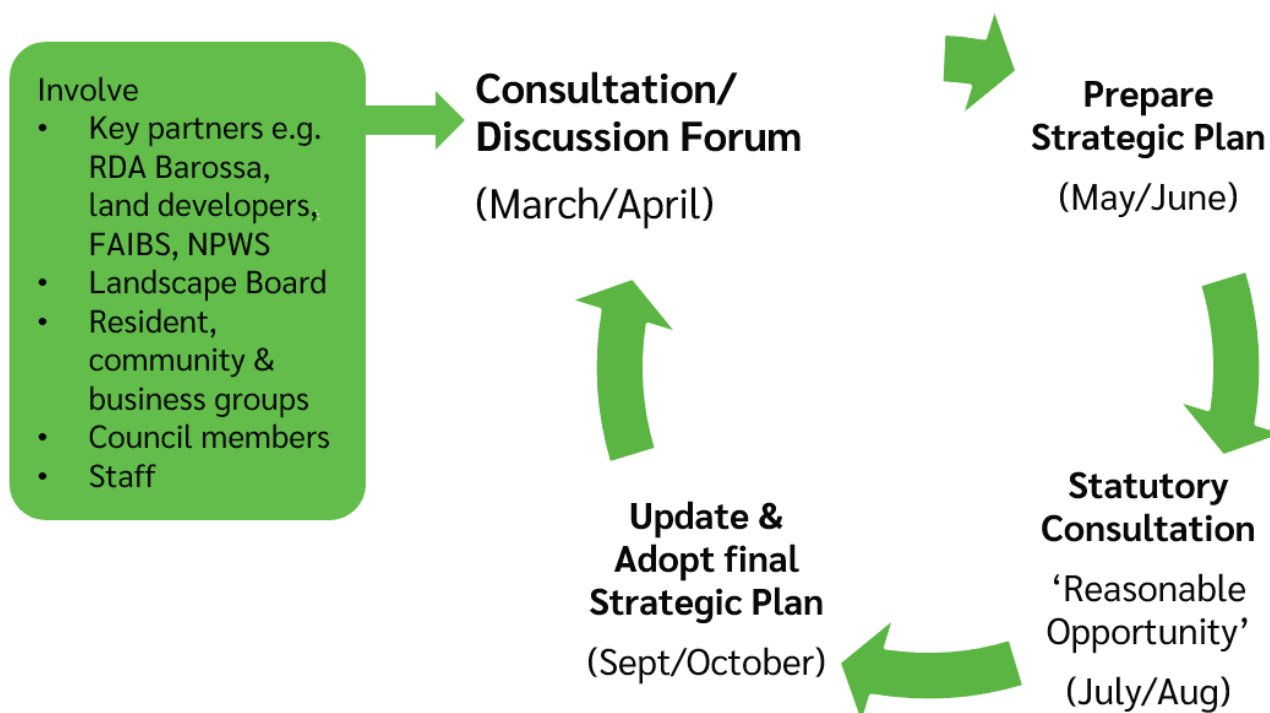 Involve
• Key partners e.g.
RDA Barossa,
land developers,
FAIBS, NPWS
• Landscape Board
• Resident,
community &
business groups
• Council members
• Staff
Consultation/
Discussion Forum
(March/April)
Prepare
Strategic Plan
(May/June)
Statutory
Consultation
‘Reasonable
Opportunity’
(July/Aug)
Update &
Adopt final
Strategic Plan
(Sept/October)